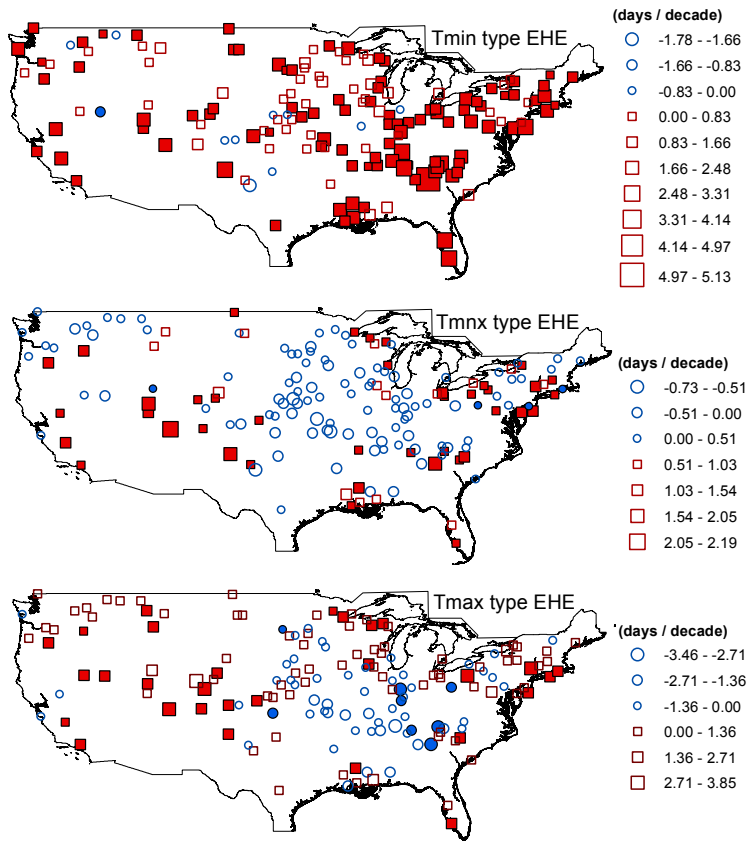 (days / decade)
Tmin type EHE
-1.78 - -1.66
-1.66 - -0.83
-0.83 - 0.00
0.00 - 0.83
0.83 - 1.66
1.66 - 2.48
2.48 - 3.31
3.31 - 4.14
4.14 - 4.97
4.97 - 5.13
Tmnx type EHE
(days / decade)
-0.73 - -0.51
-0.51 - 0.00
0.00 - 0.51
0.51 - 1.03
1.03 - 1.54
1.54 - 2.05
2.05 - 2.19
Tmax type EHE
(days / decade)
-3.46 - -2.71
-2.71 - -1.36
-1.36 - 0.00
0.00 - 1.36
1.36 - 2.71
2.71 - 3.85